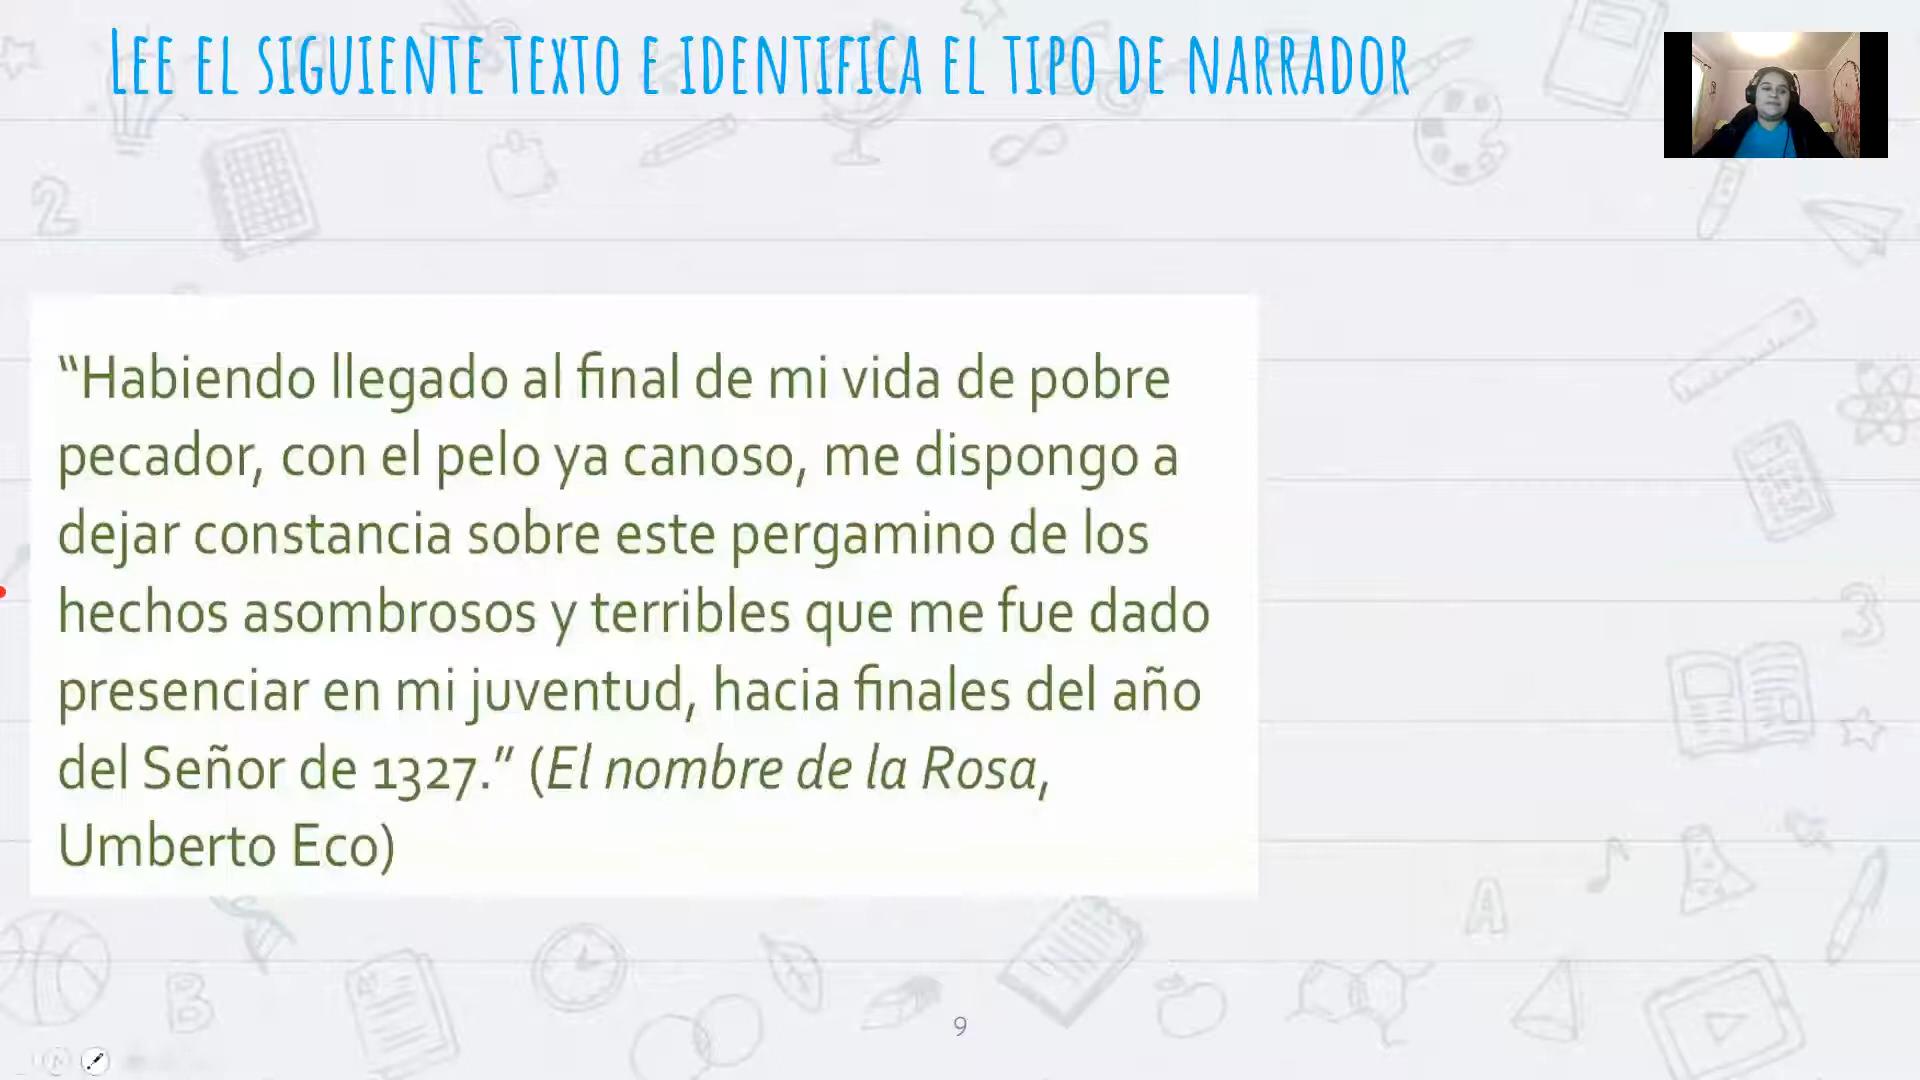 LEE EL SIGUIENTE TEXTO E IDENTIFICA EL TIPO DE NARRADOR
“Habiendo llegado al final de mi vida de pobre
pecador, con el pelo ya canoso, me dispongo a
dejar constancia sobre este pergamino de los
hechos asombrosos y terribles que me fue dado
presenciar en mi juventud, hacia finales del año
del Señor de 1327.” (El nombre de la Rosa,
Umberto Eco)
2
3
A
B
9